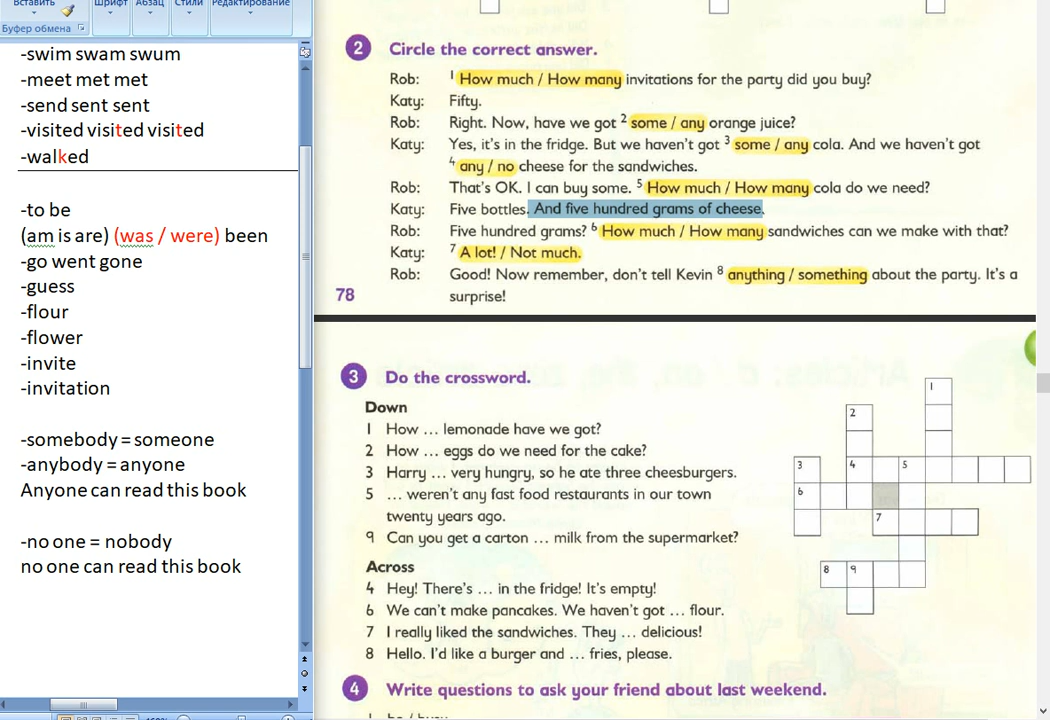 Вставить Шрифт Абзац Стили Редактирование
Буфер обмена
-swim swam swum
-meet met met
-send sent sent
-visited visited visited
-walked
-to be
(am is are) (was / were) been
-go went gone
-guess
-flour
-flower
-invite
-invitation
-somebody = someone
-anybody = anyone
Anyone can read this book
-no one = nobody
no one can read this book
2 Circle the correct answer.
Rob: 1 How much / How many invitations for the party did you buy?
Katy: Fifty.
Rob: Right. Now, have we got 2 some / any orange juice?
Katy: Yes, it's in the fridge. But we haven't got 3 some / any cola. And we haven't got
4 any / no cheese for the sandwiches.
Rob: That's OK. I can buy some. 5 How much / How many cola do we need?
Katy: Five bottles. And five hundred grams of cheese.
Rob: Five hundred grams? 6 How much / How many sandwiches can we make with that?
Katy: 7 A lot! / Not much.
Rob: Good! Now remember, don't tell Kevin 8 anything / something about the party. It's a
surprise!
78
3 Do the crossword.
Down
1 How … lemonade have we got?
2 How … eggs do we need for the cake?
3 Harry … very hungry, so he ate three cheesburgers.
5 … weren't any fast food restaurants in our town
twenty years ago.
9 Can you get a carton … milk from the supermarket?
Across
4 Hey! There's … in the fridge! It's empty!
6 We can't make pancakes. We haven't got … flour.
7 I really liked the sandwiches. They … delicious!
8 Hello. I'd like a burger and … fries, please.
1
2
3 4 5
6
7
8 9
4 Write questions to ask your friend about last weekend.